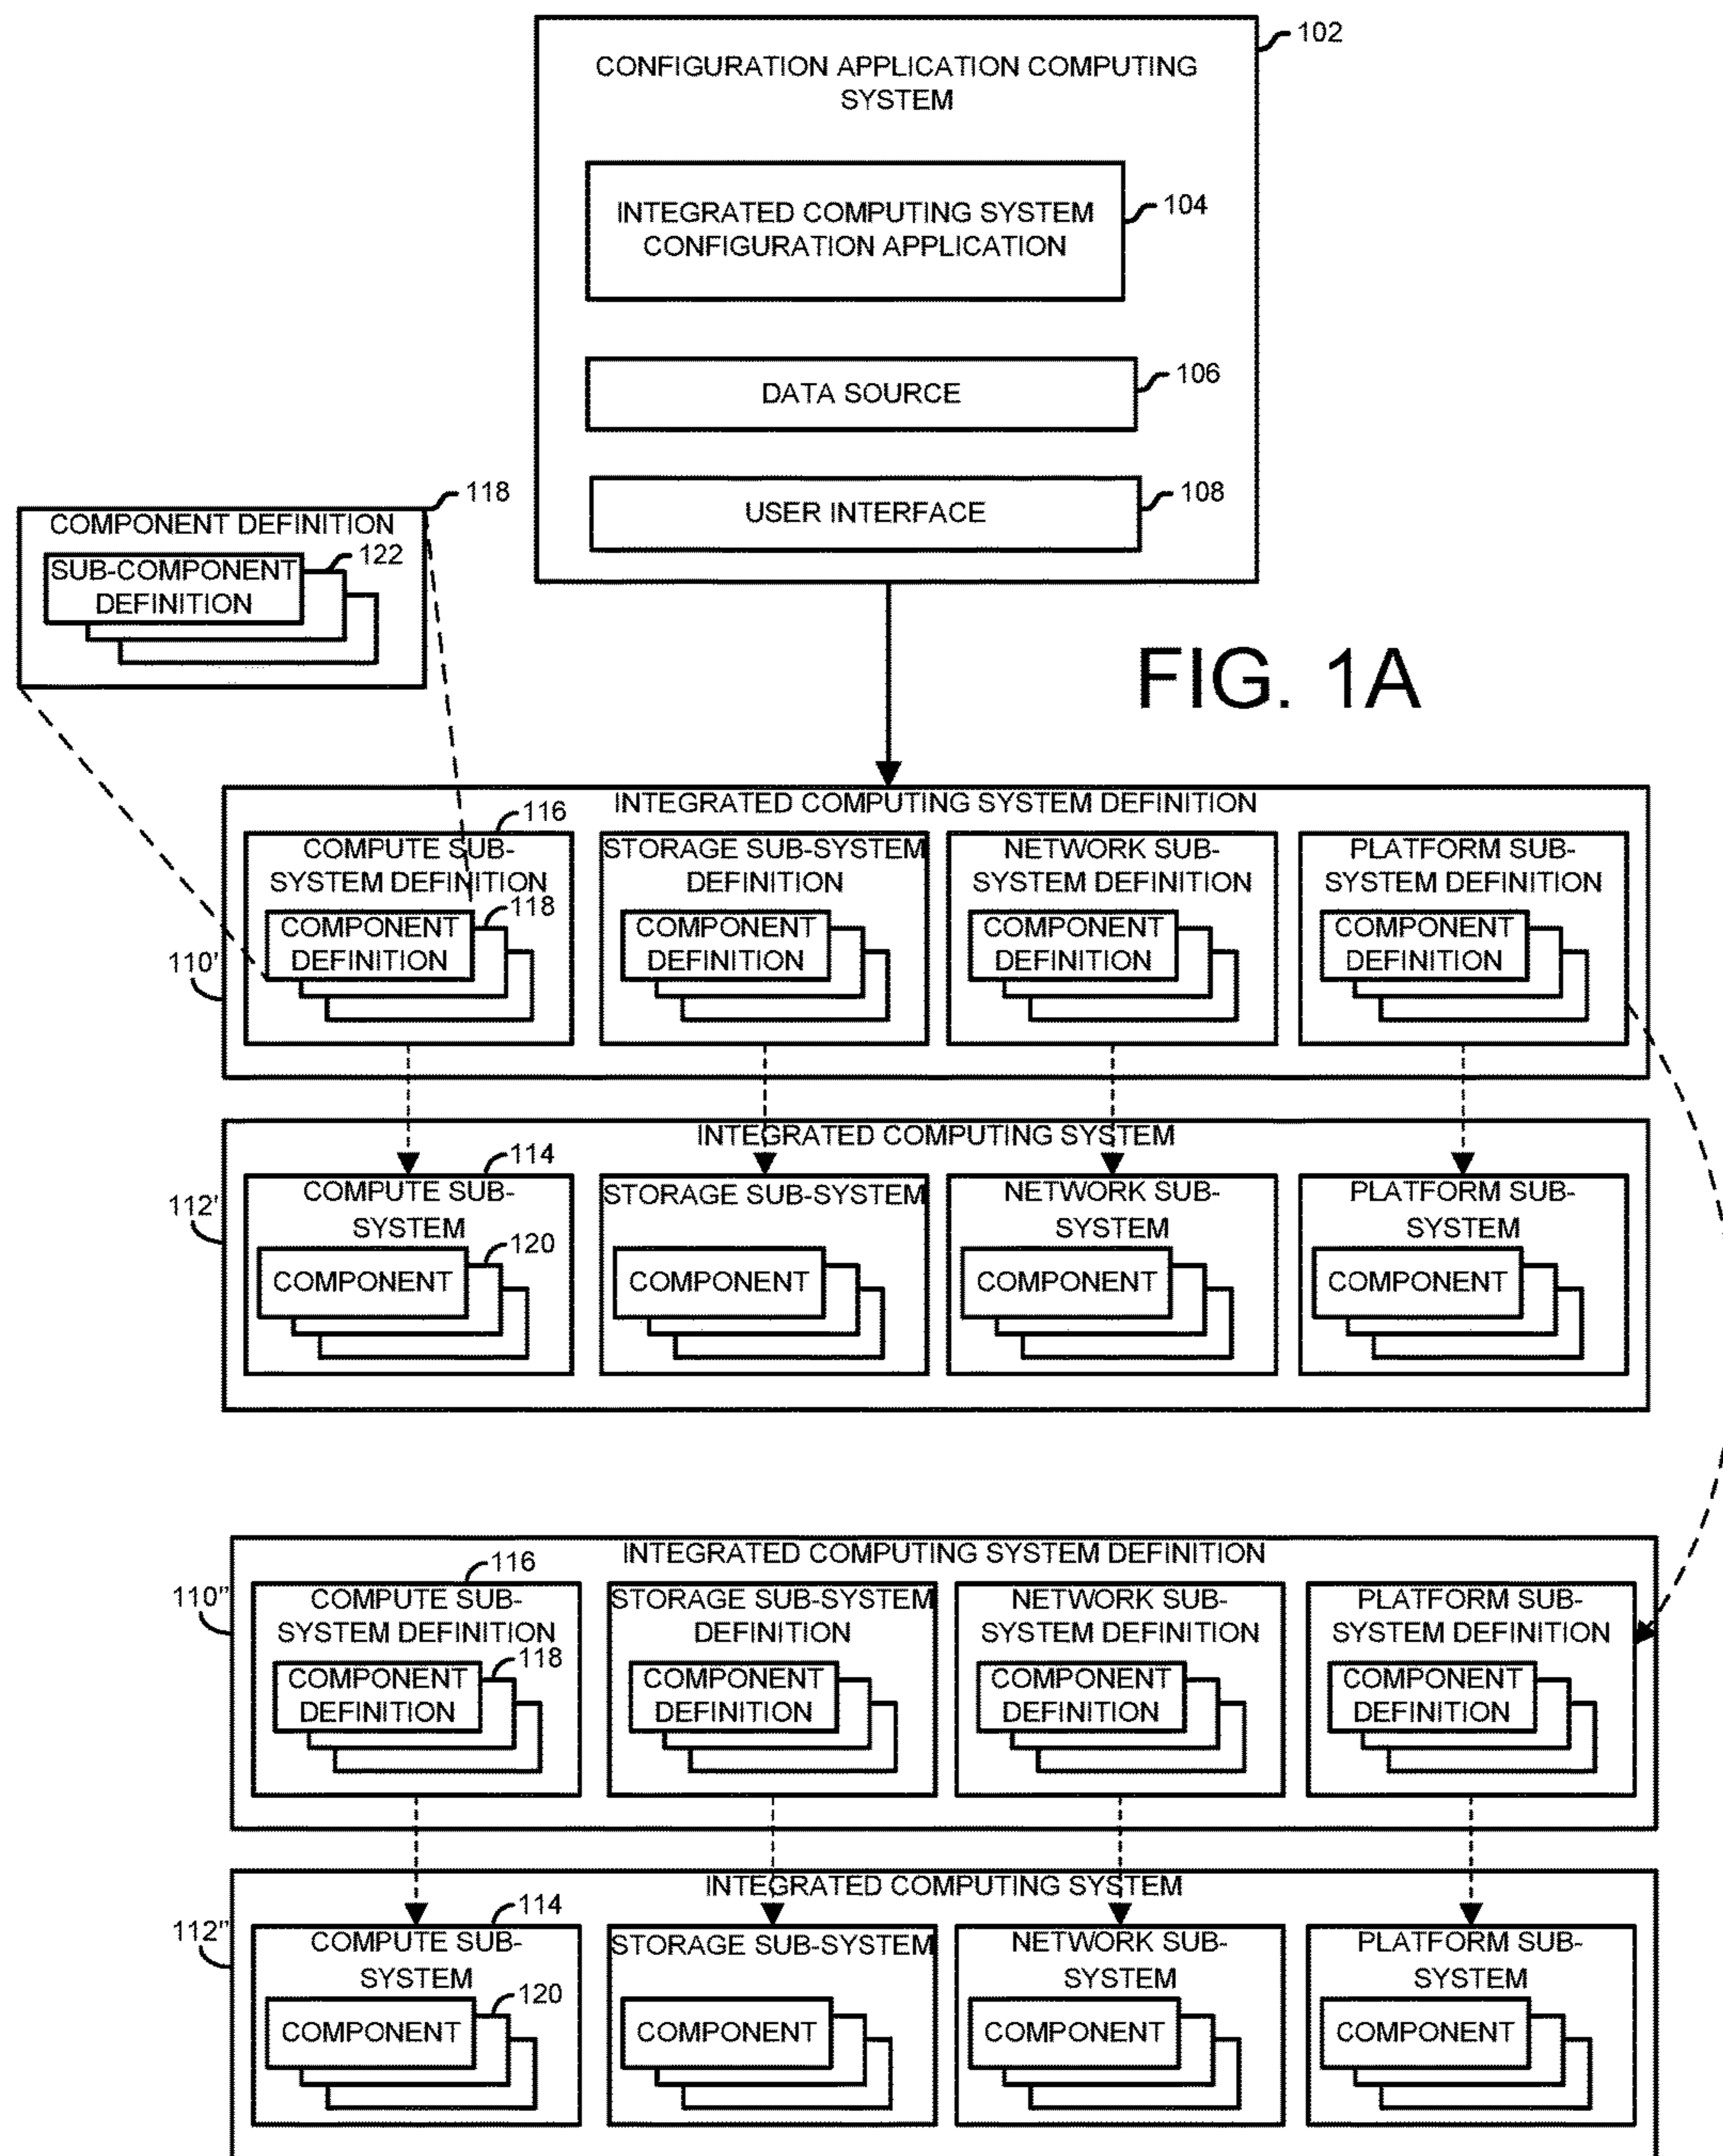 102
CONFIGURATION APPLICATION COMPUTING
SYSTEM
INTEGRATED COMPUTING SYSTEM
CONFIGURATION APPLICATION
104
DATA SOURCE
106
USER INTERFACE
108
118
COMPONENT DEFINITION
SUB-COMPONENT
DEFINITION
122
FIG. 1A
INTEGRATED COMPUTING SYSTEM DEFINITION
110'
116
COMPUTE SUB-
SYSTEM DEFINITION
COMPONENT
DEFINITION
118
STORAGE SUB-SYSTEM
DEFINITION
COMPONENT
DEFINITION
NETWORK SUB-
SYSTEM DEFINITION
COMPONENT
DEFINITION
PLATFORM SUB-
SYSTEM DEFINITION
COMPONENT
DEFINITION
INTEGRATED COMPUTING SYSTEM
112'
114
COMPUTE SUB-
SYSTEM
COMPONENT
120
STORAGE SUB-SYSTEM
COMPONENT
NETWORK SUB-
SYSTEM
COMPONENT
PLATFORM SUB-
SYSTEM
COMPONENT
INTEGRATED COMPUTING SYSTEM DEFINITION
110"
116
COMPUTE SUB-
SYSTEM DEFINITION
COMPONENT
DEFINITION
118
STORAGE SUB-SYSTEM
DEFINITION
COMPONENT
DEFINITION
NETWORK SUB-
SYSTEM DEFINITION
COMPONENT
DEFINITION
PLATFORM SUB-
SYSTEM DEFINITION
COMPONENT
DEFINITION
INTEGRATED COMPUTING SYSTEM
112"
114
COMPUTE SUB-
SYSTEM
COMPONENT
120
STORAGE SUB-SYSTEM
COMPONENT
NETWORK SUB-
SYSTEM
COMPONENT
PLATFORM SUB-
SYSTEM
COMPONENT